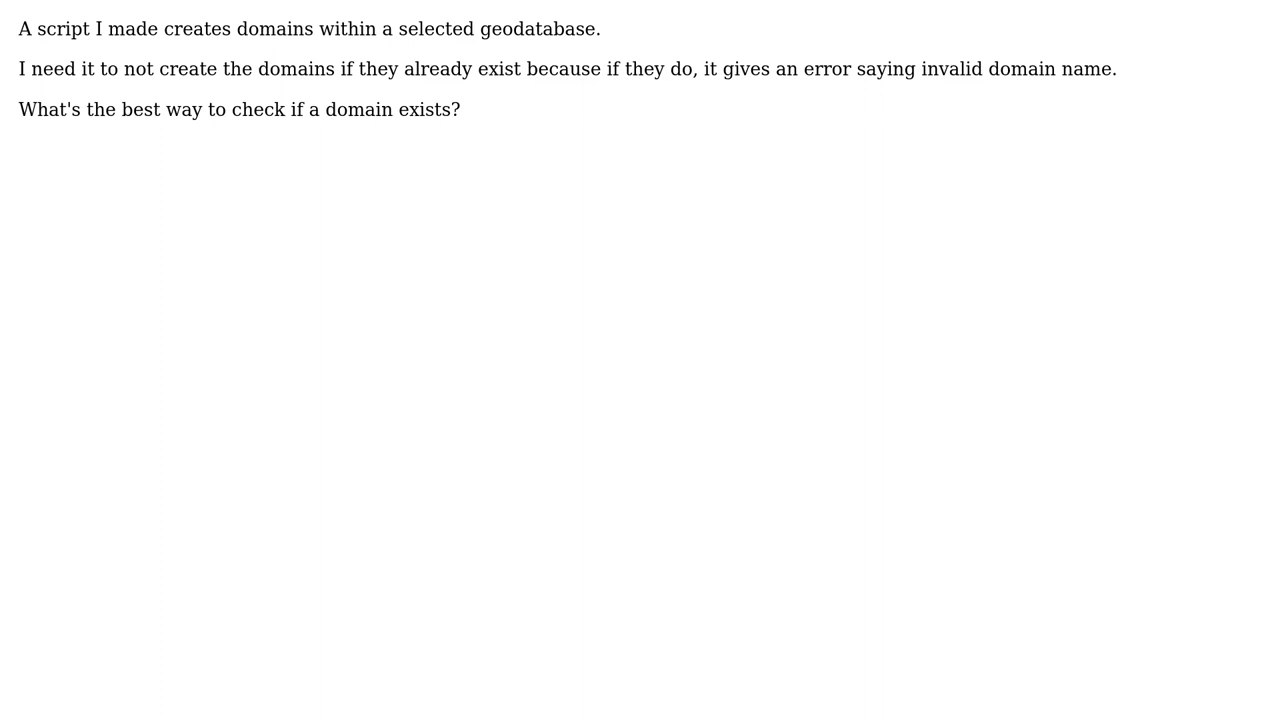 A script I made creates domains within a selected geodatabase.
I need it to not create the domains if they already exist because if they do, it gives an error saying invalid domain name.
What's the best way to check if a domain exists?